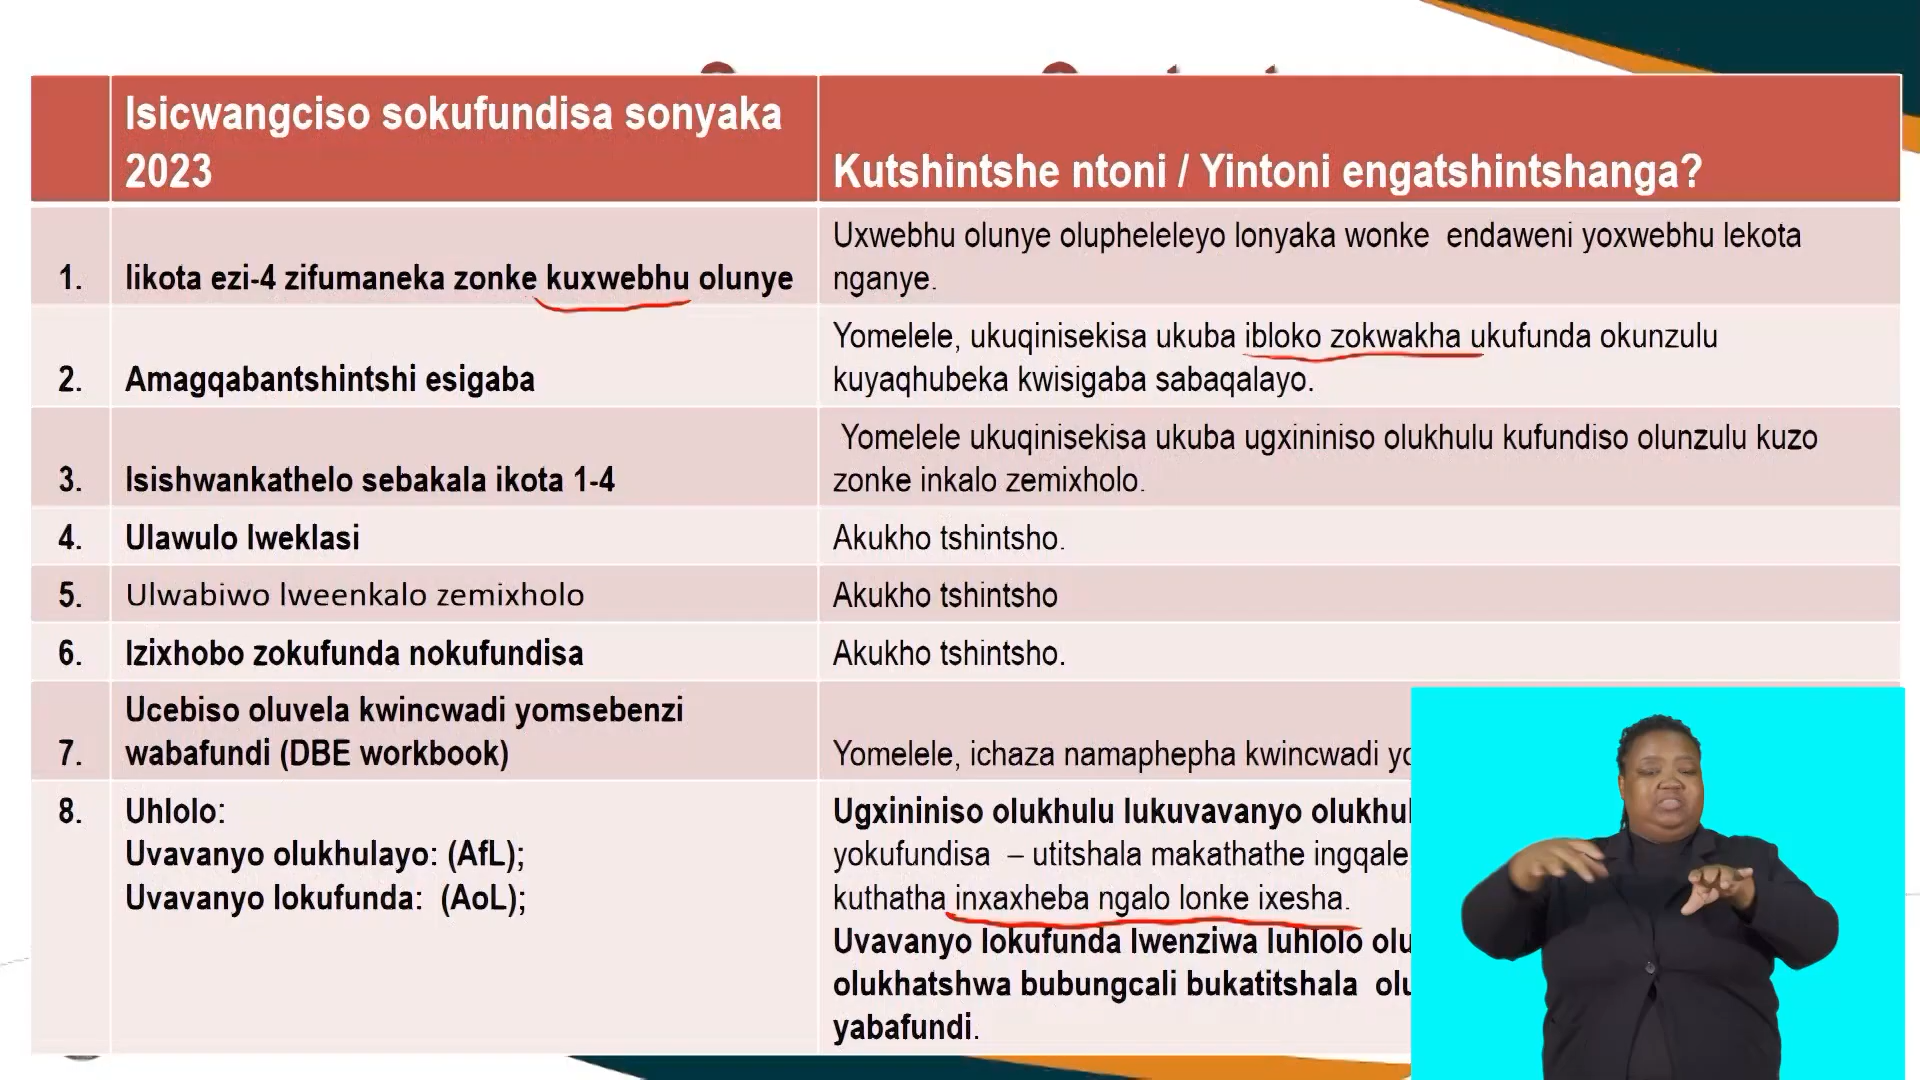 Isicwangciso sokufundisa sonyaka
2023
Kutshintshe ntoni / Yintoni engatshintshanga?
1.
Iikota ezi-4 zifumaneka zonke kuxwebhu olunye
Uxwebhu olunye olupheleleyo lonyaka wonke endaweni yoxwebhu lekota
nganye.
2.
Amagqabantshintshi esigaba
Yomelele, ukuqinisekisa ukuba ibloko zokwakha ukufunda okunzulu
kuyaqhubeka kwisigaba sabaqalayo.
3.
Isishwankathelo sebakala ikota 1-4
Yomelele ukuqinisekisa ukuba ugxininiso olukhulu kufundiso olunzulu kuzo
zonke inkalo zemixholo.
4.
Ulawulo lweklasi
Akukho tshintsho.
5.
Ulwabiwo lweenkalo zemixholo
Akukho tshintsho
6.
Izixhobo zokufunda nokufundisa
Akukho tshintsho.
7.
Ucebiso oluvela kwincwadi yomsebenzi
wabafundi (DBE workbook)
Yomelele, ichaza namaphepha kwincwadi
8.
Uhlolo:
Uvavanyo olukhulayo: (AfL);
Uvavanyo lokufunda: (AoL);
Ugxininiso olukhulu lukuvavanyo
yokufundisa – utitshala makathathe
kuthatha inxaxheba ngalo lonke ixesha.
Uvavanyo lokufunda lwenziwa luhlolo
olukhatshwa bubungcali bukatitshala
yabafundi.